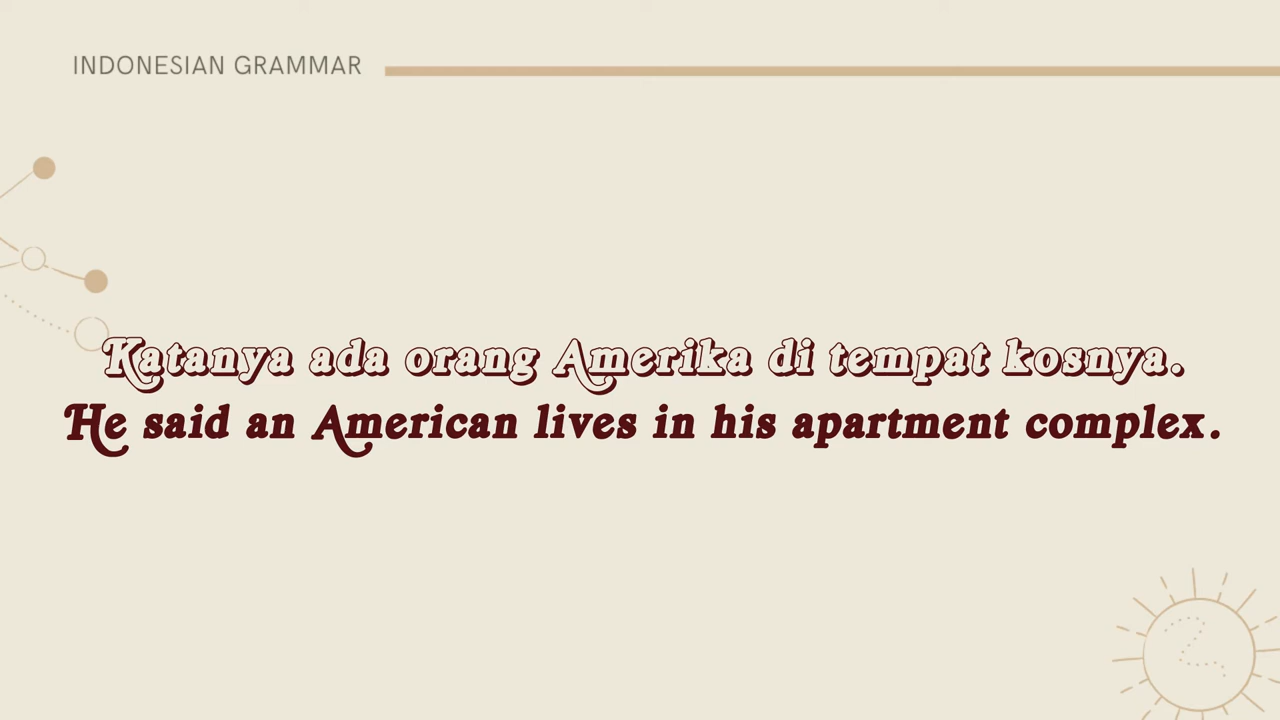 INDONESIAN GRAMMAR
Katanya ada orang Amerika di tempat kosnya.
He said an American lives in his apartment complex.